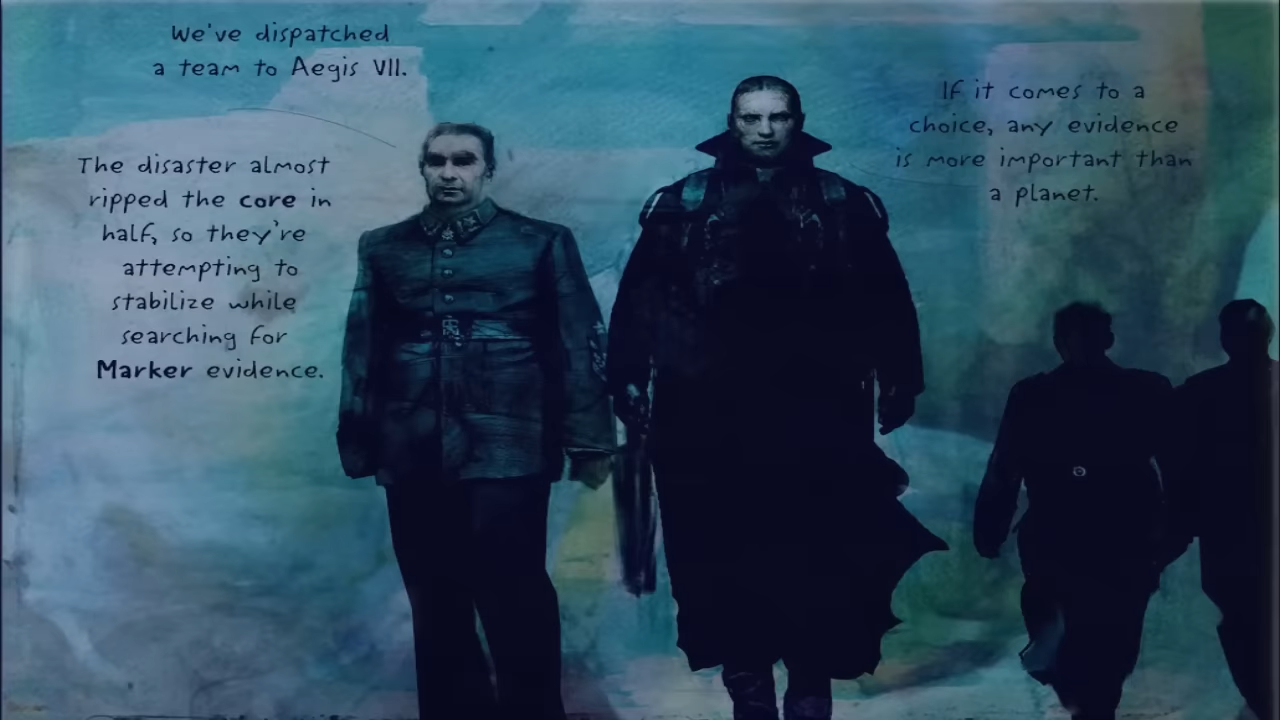 We've dispatched
a team to Aegis VII.
The disaster almost
ripped the core in
half, so they're
attempting to
stabilize while
searching for
Marker evidence.
If it comes to a
choice, any evidence
is more important than
a planet.